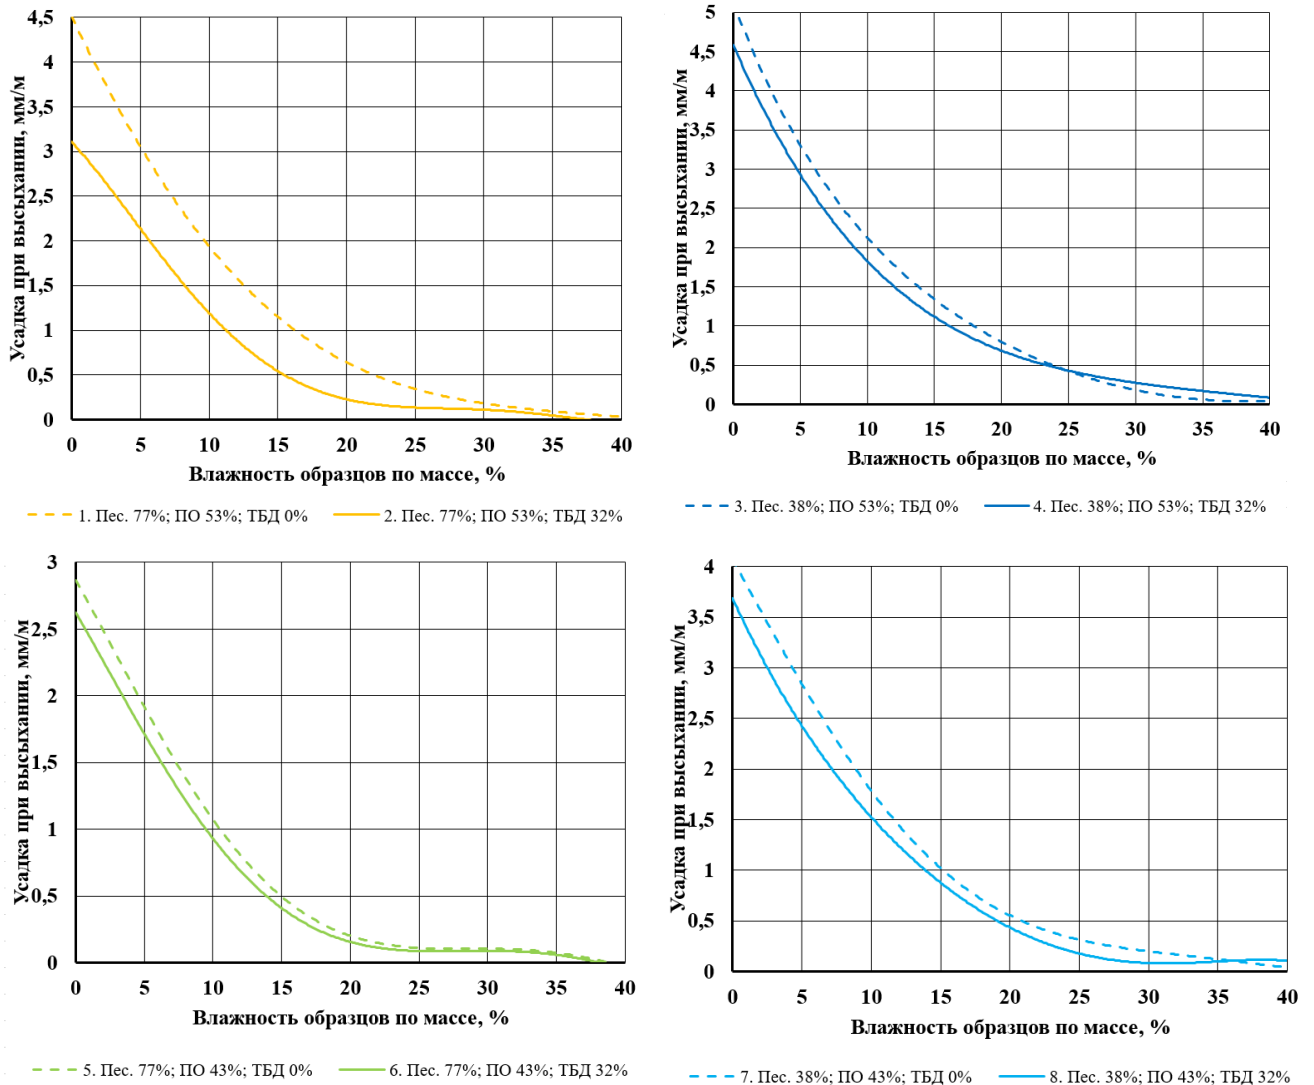 Усадка при высыхании, мм/м
4,5
4
3,5
3
2,5
2
1,5
1
0,5
0
0 5 10 15 20 25 30 35 40
Влажность образцов по массе, %
1. Пес. 77%; ПО 53%; ТБД 0% 2. Пес. 77%; ПО 53%; ТБД 32%
Усадка при высыхании, мм/м
5
4,5
4
3,5
3
2,5
2
1,5
1
0,5
0
0 5 10 15 20 25 30 35 40
Влажность образцов по массе, %
3. Пес. 38%; ПО 53%; ТБД 0% 4. Пес. 38%; ПО 53%; ТБД 32%
Усадка при высыхании, мм/м
3
2,5
2
1,5
1
0,5
0
0 5 10 15 20 25 30 35 40
Влажность образцов по массе, %
5. Пес. 77%; ПО 43%; ТБД 0% 6. Пес. 77%; ПО 43%; ТБД 32%
Усадка при высыхании, мм/м
4
3,5
3
2,5
2
1,5
1
0,5
0
0 5 10 15 20 25 30 35 40
Влажность образцов по массе, %
7. Пес. 38%; ПО 43%; ТБД 0% 8. Пес. 38%; ПО 43%; ТБД 32%